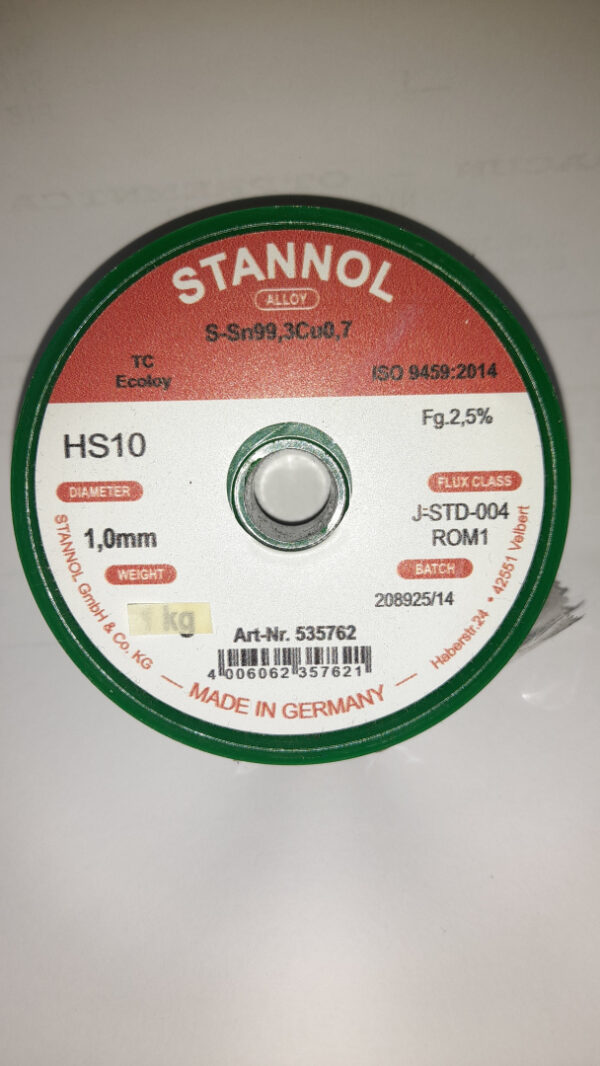 STANNOL
ALLOY
S-Sn99,3Cu0,7
TC
Ecoloy
ISO 9459:2014
Fg.2,5%
HS10
DIAMETER
FLUX CLASS
1,0mm
J-STD-004
ROM1
WEIGHT
BATCH
1 kg
208925/14
Art-Nr. 535762
4 006062 357621
STANNOL GmbH & Co. KG
— MADE IN GERMANY —
Haberstr.24 • 42551 Velbert